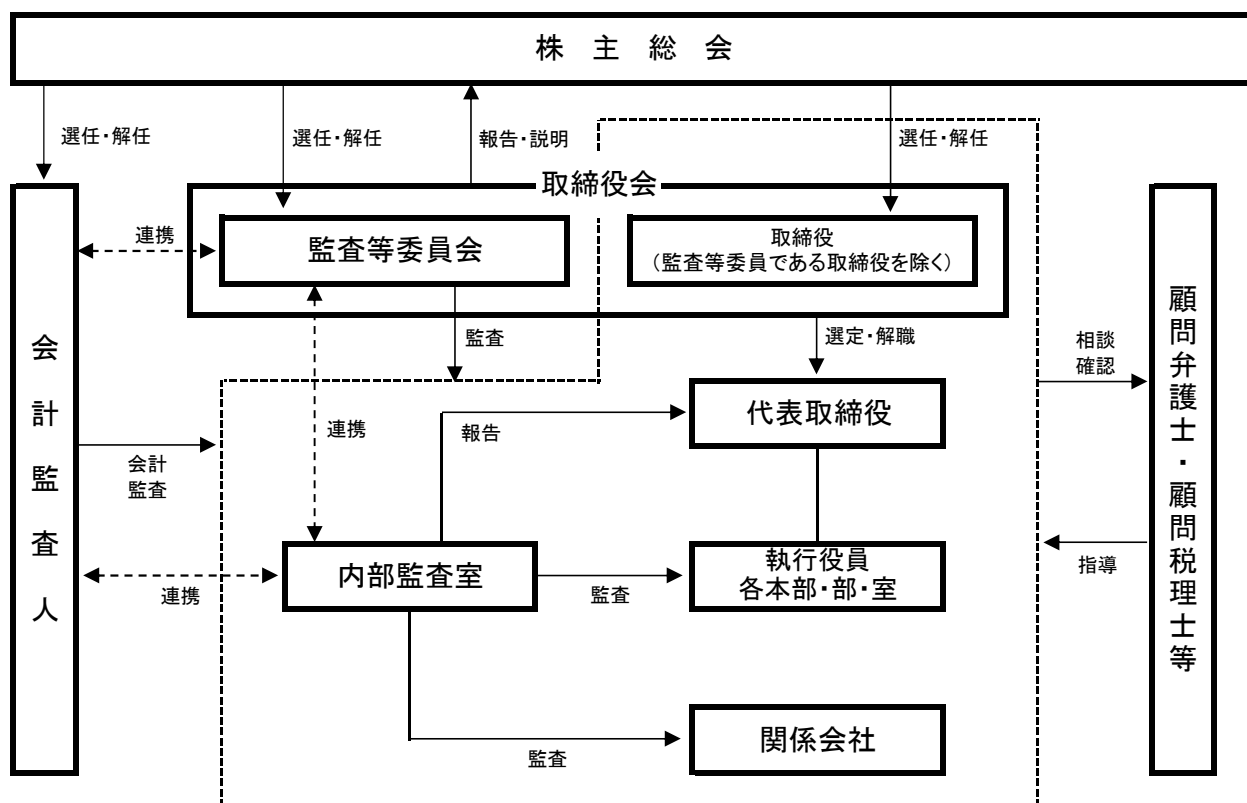 株主総会
選任・解任
選任・解任
報告・説明
選任・解任
取締役会
連携
監査等委員会
取締役
（監査等委員である取締役を除く）
監査
選定・解職
相談
確認
代表取締役
連携
報告
会計
監査
会計監査人
顧問弁護士・顧問税理士等
内部監査室
執行役員
各本部・部・室
連携
監査
指導
関係会社
監査